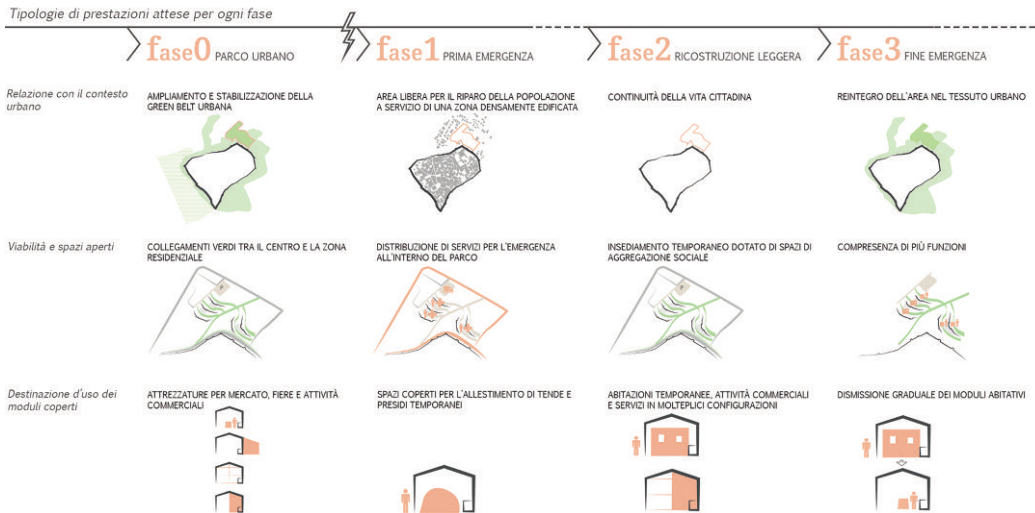 Tipologie di prestazioni attese per ogni fase
fase0 PARCO URBANO
fase1 PRIMA EMERGENZA
fase2 RICOSTRUZIONE LEGGERA
fase3 FINE EMERGENZA
Relazione con il contesto
urbano
AMPLIAMENTO E STABILIZZAZIONE DELLA
GREEN BELT URBANA
AREA LIBERA PER IL RIPARO DELLA POPOLAZIONE
A SERVIZIO DI UNA ZONA DENSAMENTE EDIFICATA
CONTINUITÀ DELLA VITA CITTADINA
REINTEGRO DELL'AREA NEL TESSUTO URBANO
Viabilità e spazi aperti
COLLEGAMENTI VERDI TRA IL CENTRO E LA ZONA
RESIDENZIALE
DISTRIBUZIONE DI SERVIZI PER L'EMERGENZA
ALL'INTERNO DEL PARCO
INSEDIAMENTO TEMPORANEO DOTATO DI SPAZI DI
AGGREGAZIONE SOCIALE
COMPRESENZA DI PIÙ FUNZIONI
Destinazione d'uso dei
moduli coperti
ATTREZZATURE PER MERCATO, FIERE E ATTIVITÀ
COMMERCIALI
SPAZI COPERTI PER L'ALLESTIMENTO DI TENDE E
PRESIDI TEMPORANEI
ABITAZIONI TEMPORANEE, ATTIVITÀ COMMERCIALI
E SERVIZI IN MOLTEPLICI CONFIGURAZIONI
DISMISSIONE GRADUALE DEI MODULI ABITATIVI